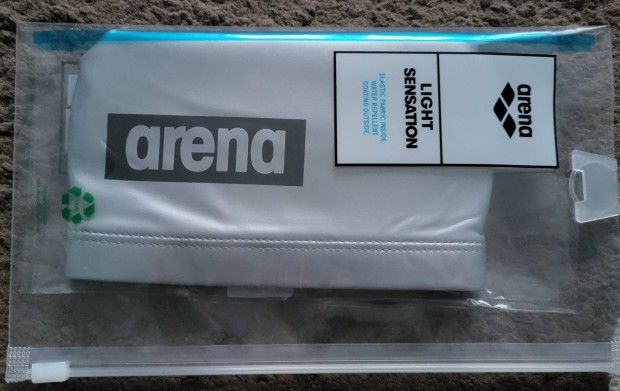 arena
LIGHT
SENSATION
ELASTIC FABRIC INSIDE.
WATER REPELLENT
COATING OUTSIDE.
arena